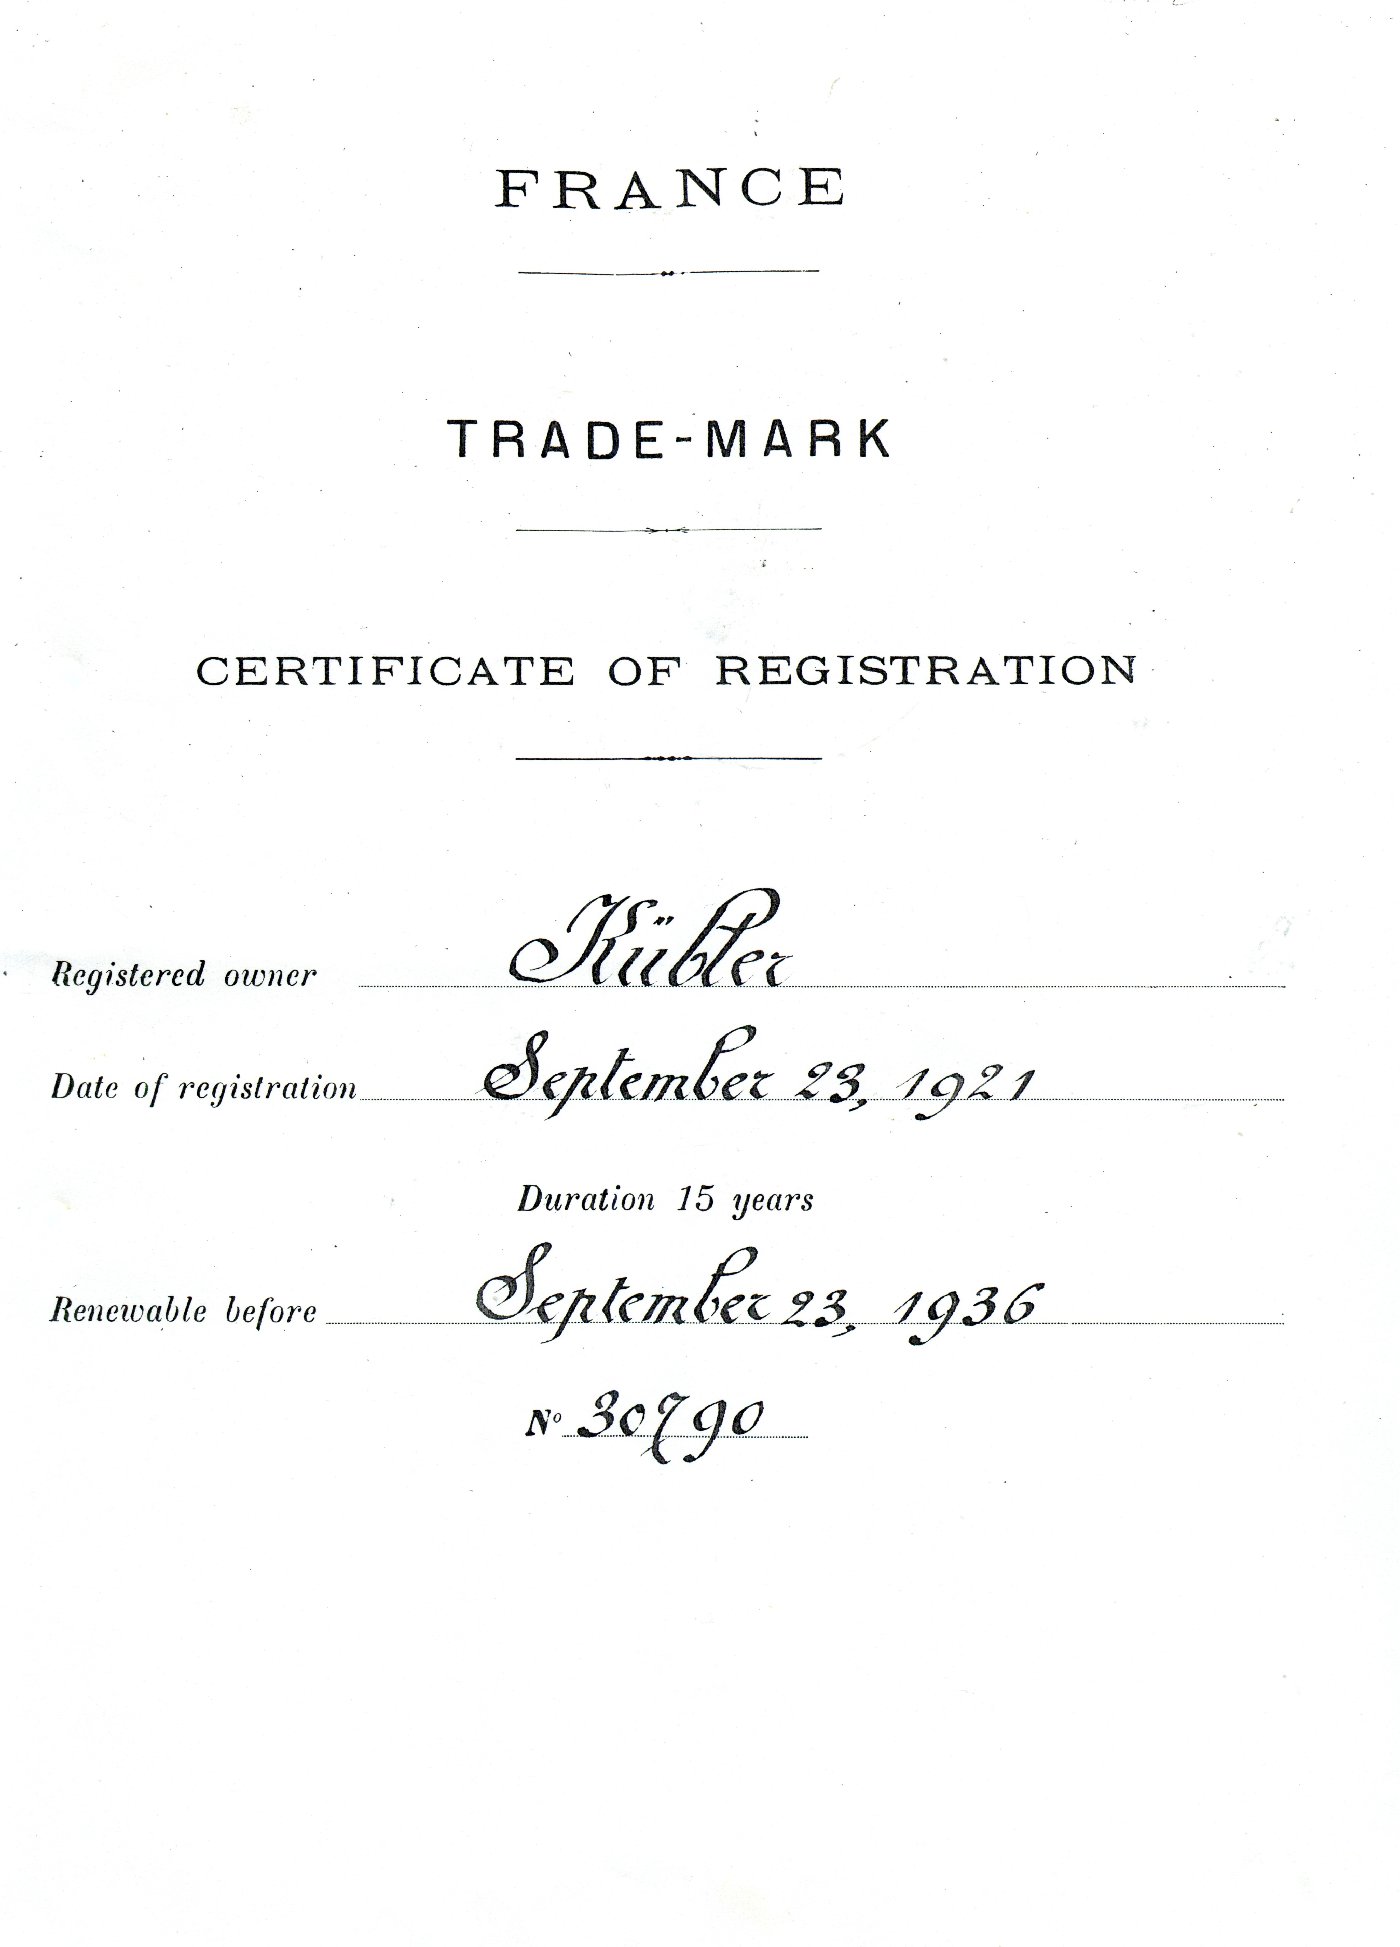 FRANCE
TRADE-MARK
CERTIFICATE OF REGISTRATION
Registered owner Kübler
Date of registration September 23, 1921
Duration 15 years
Renewable before September 23, 1936
Nº 30790